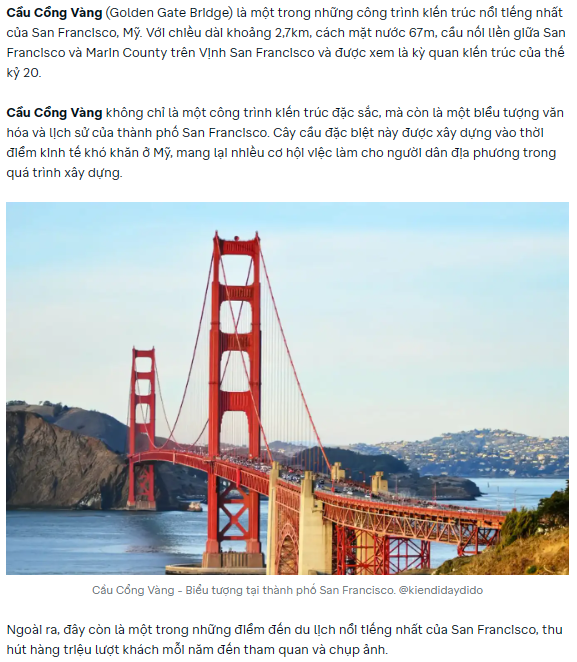 Cầu Cổng Vàng (Golden Gate Bridge) là một trong những công trình kiến trúc nổi tiếng nhất
của San Francisco, Mỹ. Với chiều dài khoảng 2,7km, cách mặt nước 67m, cầu nối liền giữa San
Francisco và Marin County trên Vịnh San Francisco và được xem là kỳ quan kiến trúc của thế
kỷ 20.
Cầu Cổng Vàng không chỉ là một công trình kiến trúc đặc sắc, mà còn là một biểu tượng văn
hóa và lịch sử của thành phố San Francisco. Cây cầu đặc biệt này được xây dựng vào thời
điểm kinh tế khó khăn ở Mỹ, mang lại nhiều cơ hội việc làm cho người dân địa phương trong
quá trình xây dựng.
Cầu Cổng Vàng - Biểu tượng tại thành phố San Francisco. @kiendidaydido
Ngoài ra, đây còn là một trong những điểm đến du lịch nổi tiếng nhất của San Francisco, thu
hút hàng triệu lượt khách mỗi năm đến tham quan và chụp ảnh.